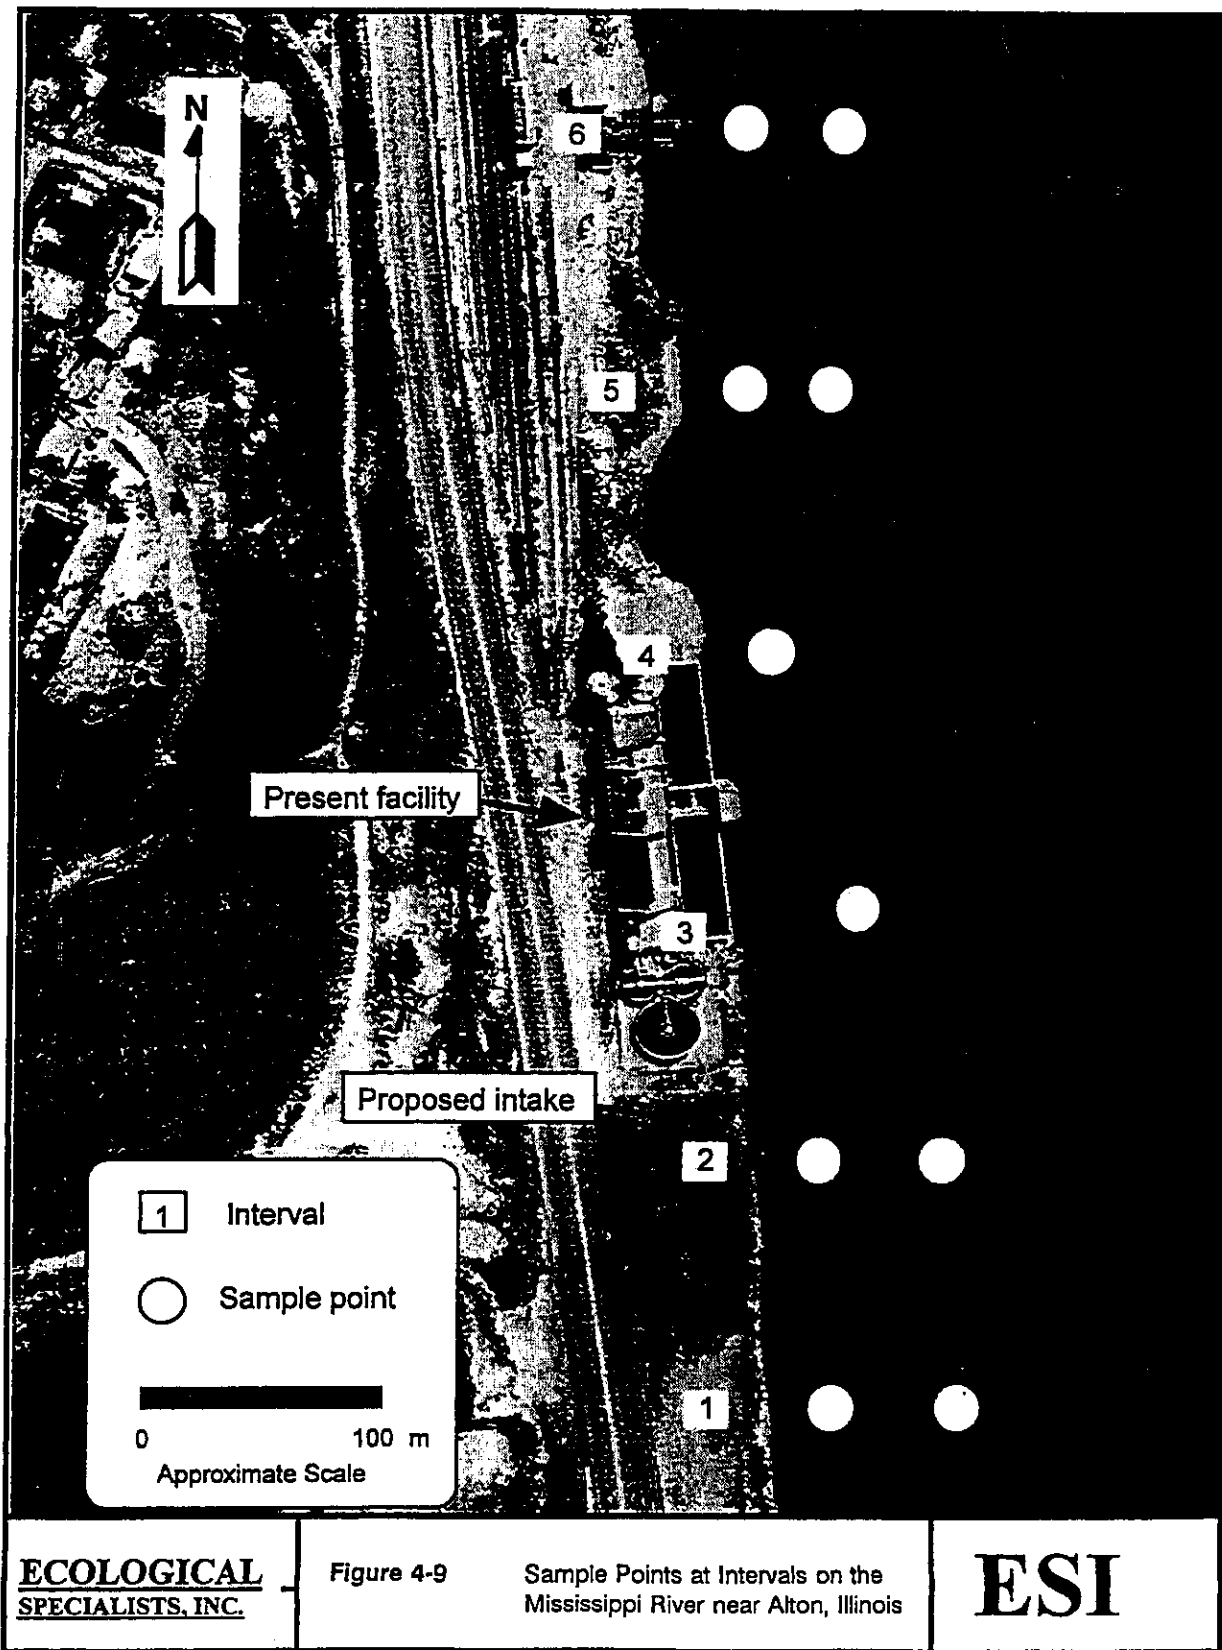 N
6
5
4
Present facility
3
Proposed intake
2
1 Interval
Sample point
1
0 100 m
Approximate Scale
ECOLOGICAL
SPECIALISTS, INC.
Figure 4-9
Sample Points at Intervals on the
Mississippi River near Alton, Illinois
ESI